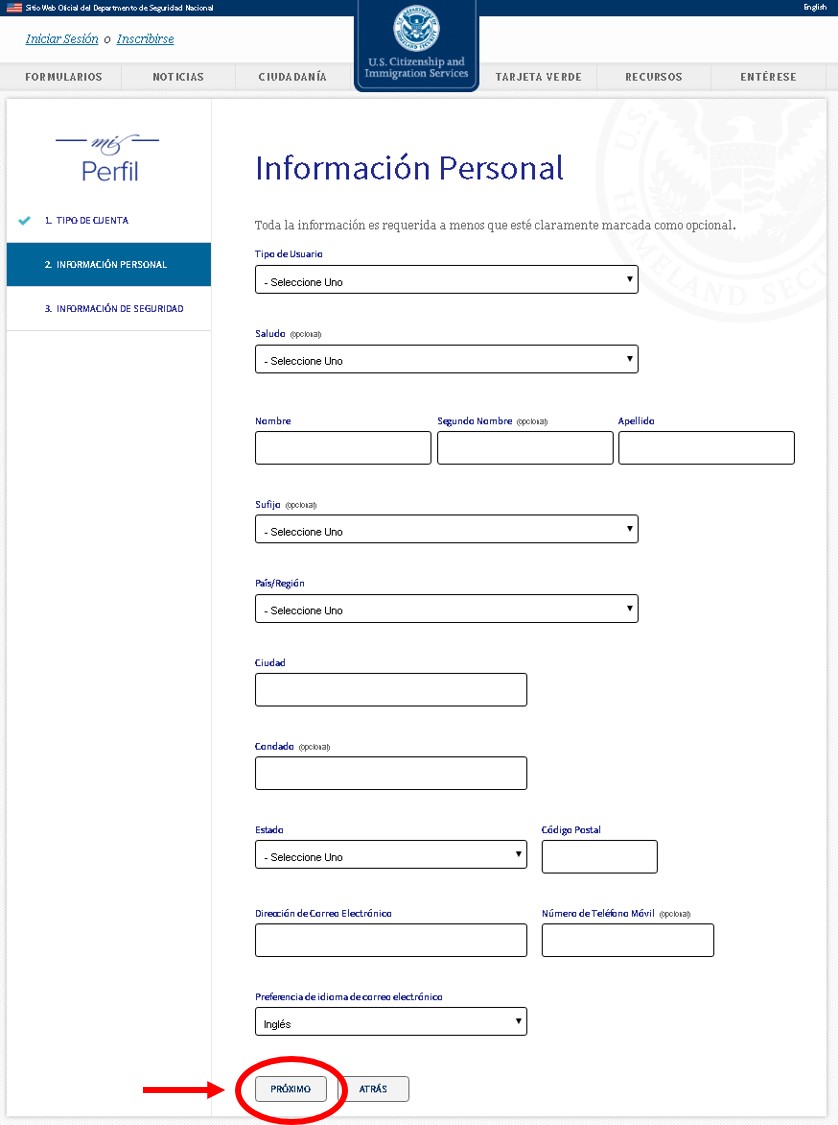 Sitio Web Oficial del Departmento de Seguridad Nacional
English
Iniciar Sesión o Inscribirse
U.S. Citizenship and
Immigration Services
FORMULARIOS NOTICIAS CIUDADANÍA TARJETA VERDE RECURSOS ENTÉRESE
mi
Perfil
1. TIPO DE CUENTA
2. INFORMACIÓN PERSONAL
3. INFORMACIÓN DE SEGURIDAD
Información Personal
Toda la información es requerida a menos que esté claramente marcada como opcional.
Tipo de Usuario
- Seleccione Uno
Saludo (opcional)
- Seleccione Uno
Nombre Segundo Nombre (opcional) Apellido
Sufijo (opcional)
- Seleccione Uno
País/Región
- Seleccione Uno
Ciudad
Condado (opcional)
Estado Código Postal
- Seleccione Uno
Dirección de Correo Electrónico Número de Teléfono Móvil (opcional)
Preferencia de idioma de correo electrónico
Inglés
PRÓXIMO ATRÁS